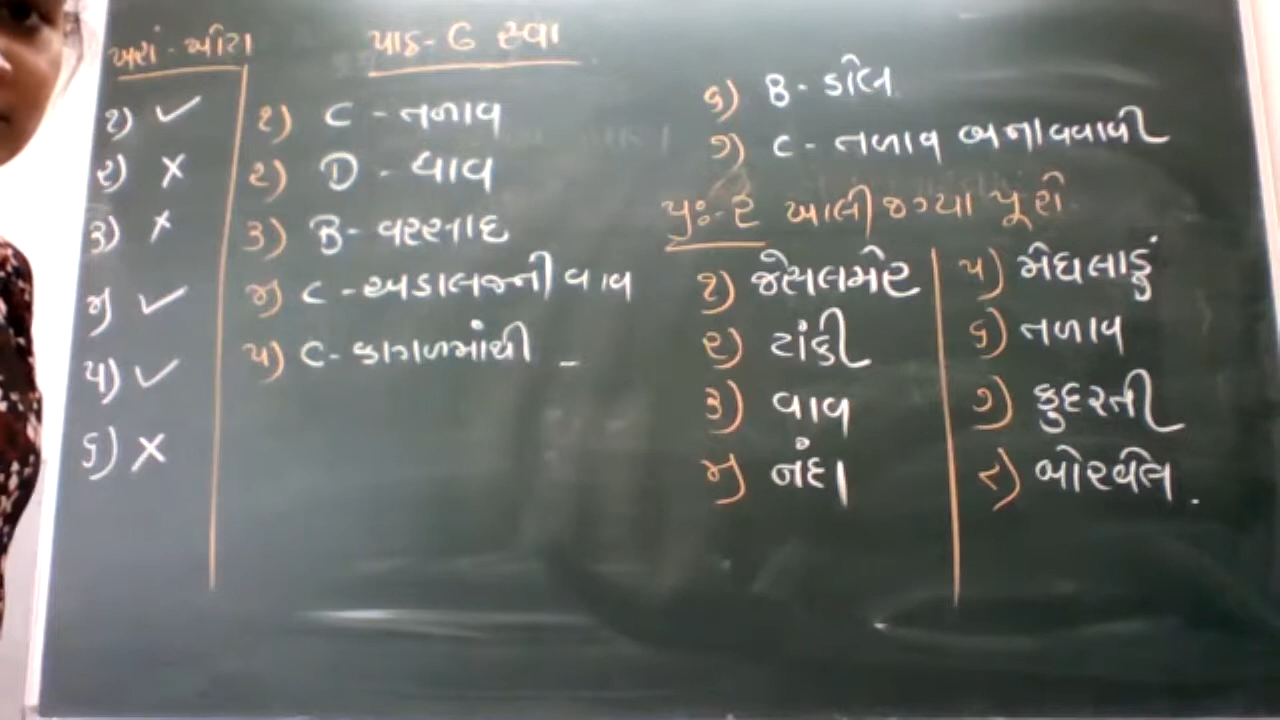 ખરાં - ખોટા
૧) ✓
૨) ✗
૩) ✗
૪) ✓
૫) ✓
૬) ✗
પાઠ - 6 સ્વા
૧) C - તળાવ
૨) D - વાવ
૩) B - વરસાદ
૪) C - અડાલજની વાવ
૫) C - કાગળમાંથી
૬) B - ડોલ
૭) C - તળાવ બનાવવાવી
પ્ર:-૨ ખાલી જગ્યા પૂરો
૧) જેસલમેર
૨) ટાંકી
૩) વાવ
૪) નંદા
૫) મેઘલાડું
૬) તળાવ
૭) કુદરતી
૮) બોરવેલ.